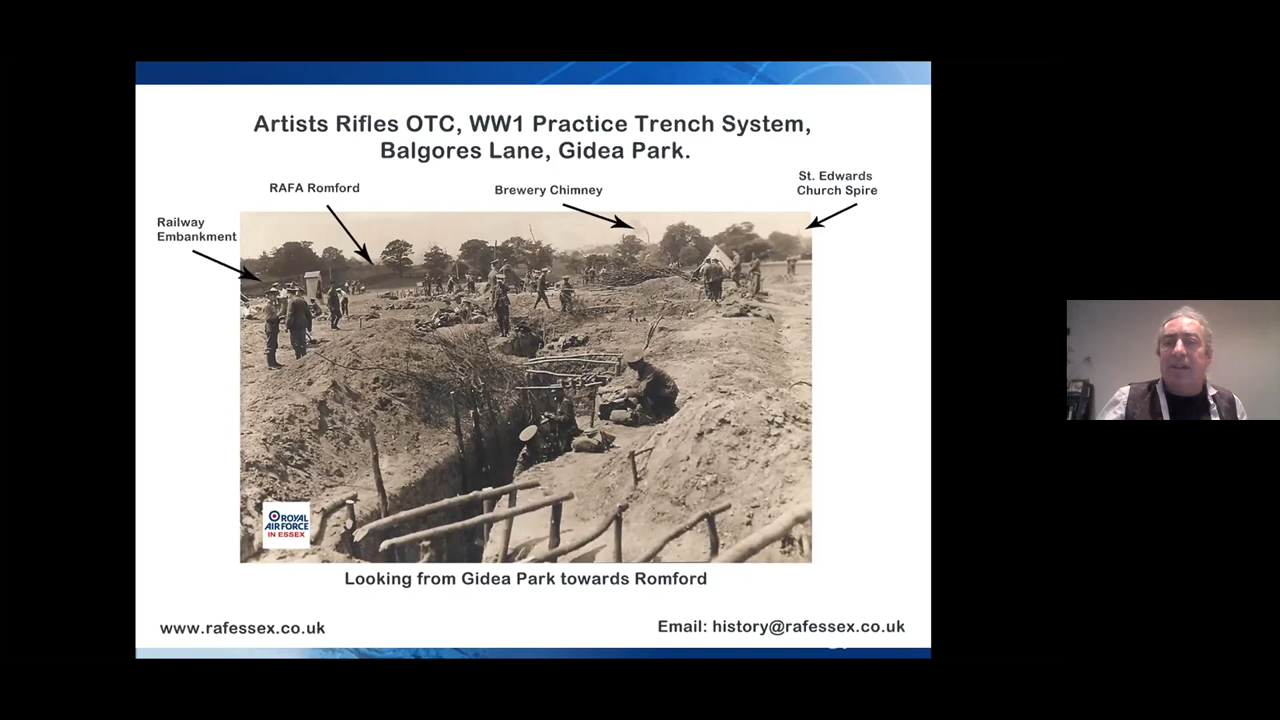 Artists Rifles OTC, WW1 Practice Trench System,
Balgores Lane, Gidea Park.
RAFA Romford
Brewery Chimney
St. Edwards
Church Spire
Railway
Embankment
ROYAL
AIR FORCE
IN ESSEX
Looking from Gidea Park towards Romford
www.rafessex.co.uk
Email: history@rafessex.co.uk